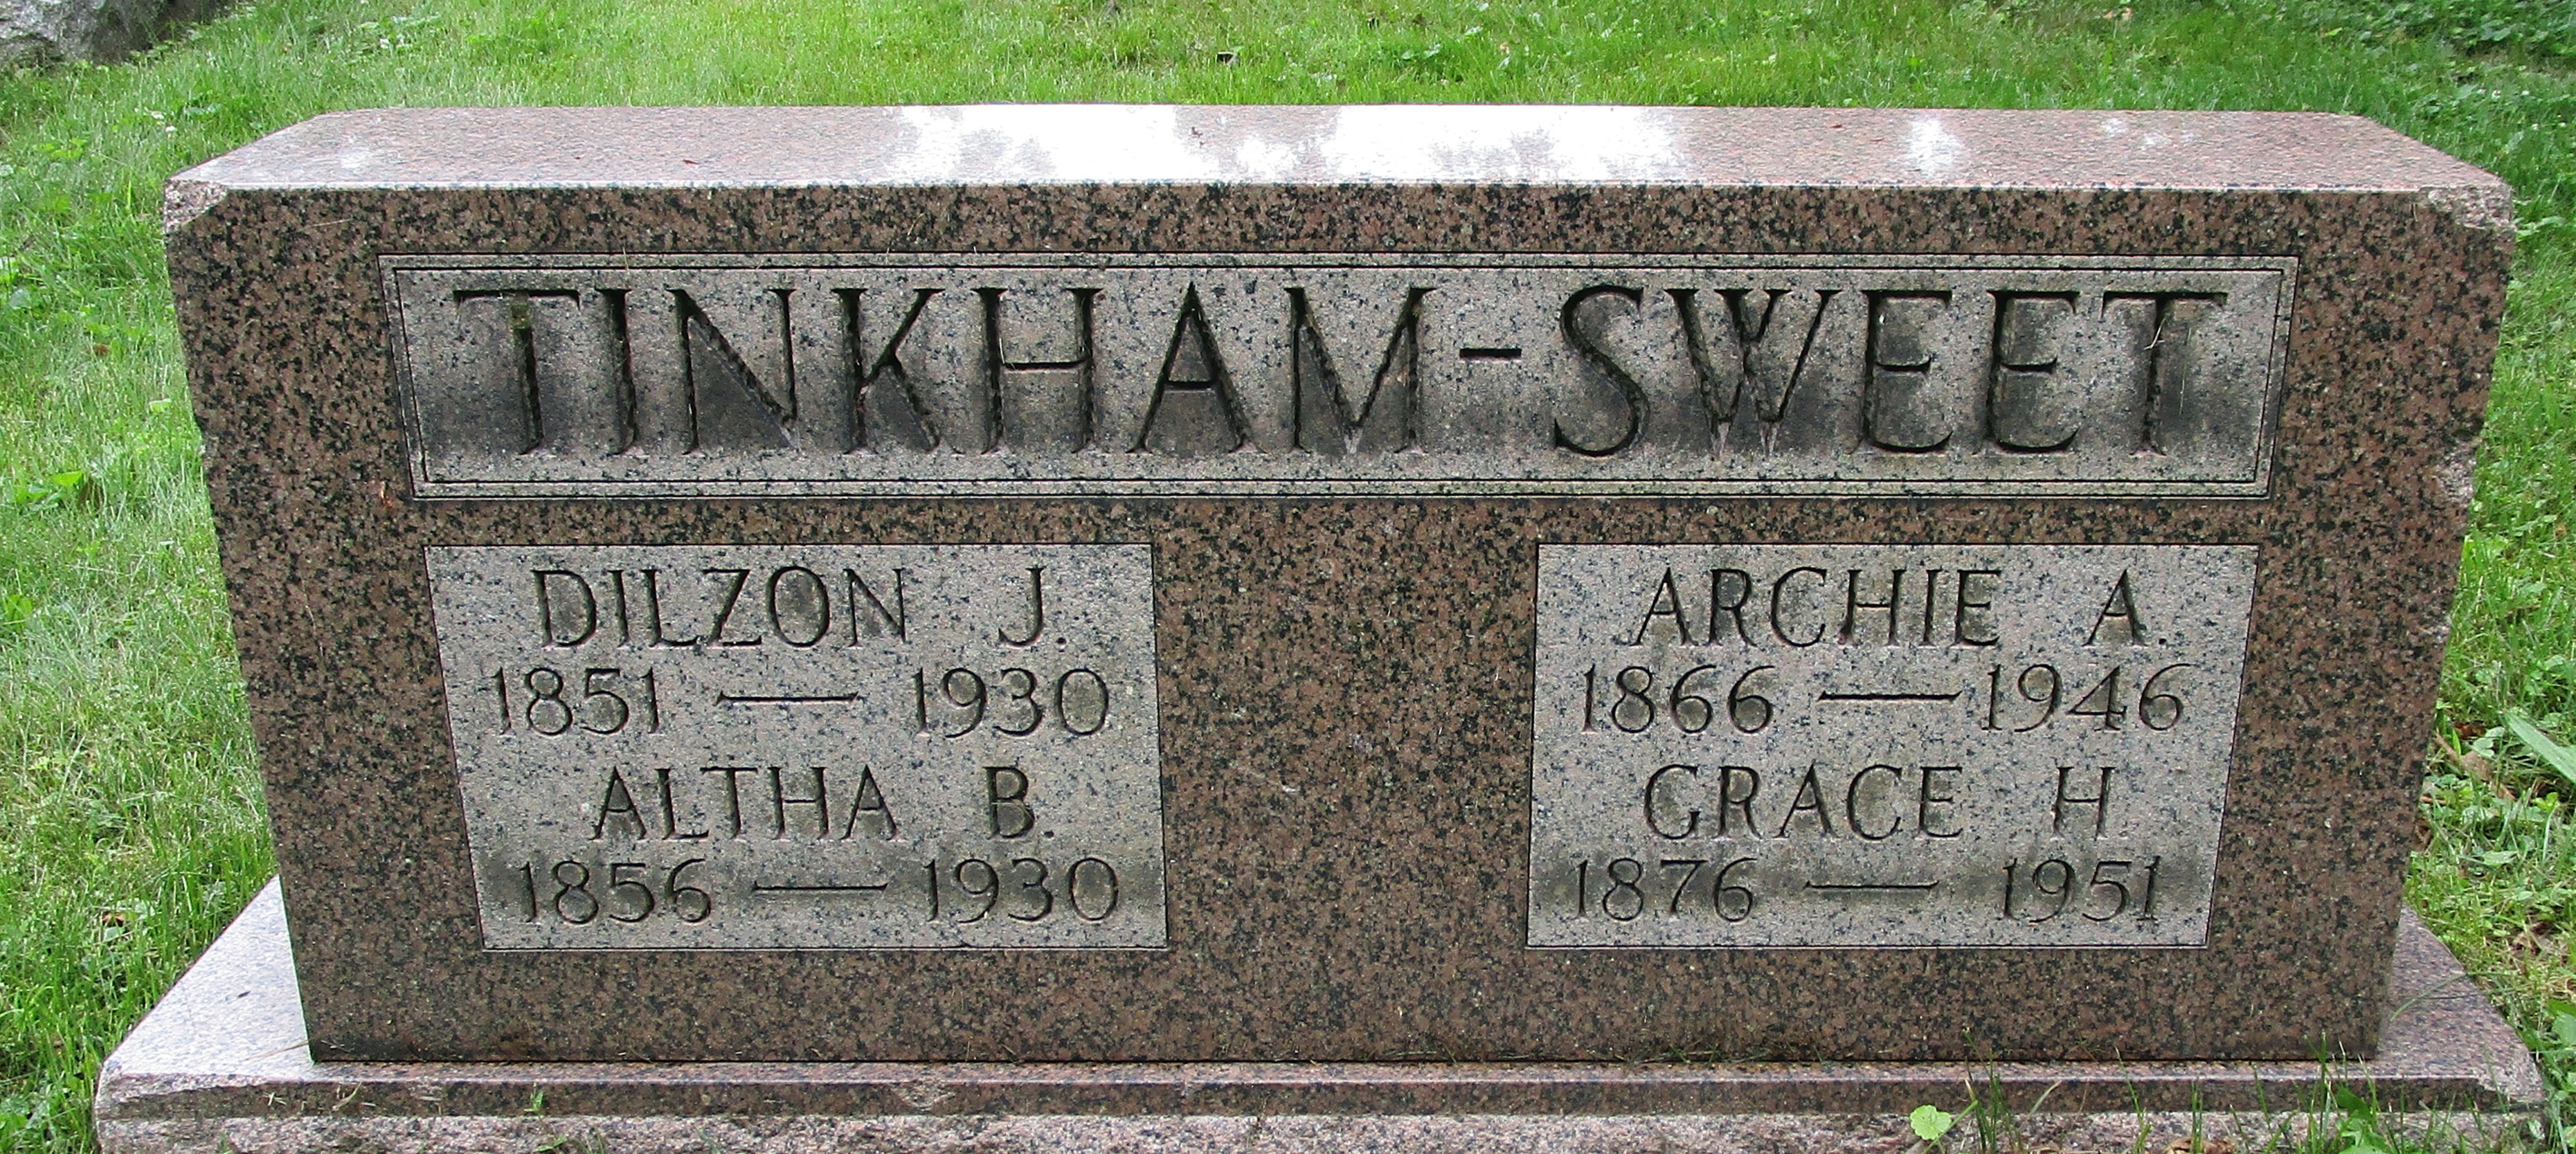 TINKHAM-SWEET
DILZON J.
1851 — 1930
ALTHA B.
1856 — 1930
ARCHIE A.
1866 — 1946
GRACE H
1876 — 1951